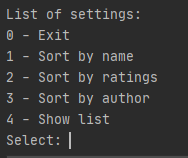 List of settings:
0 - Exit
1 - Sort by name
2 - Sort by ratings
3 - Sort by author
4 - Show list
Select: